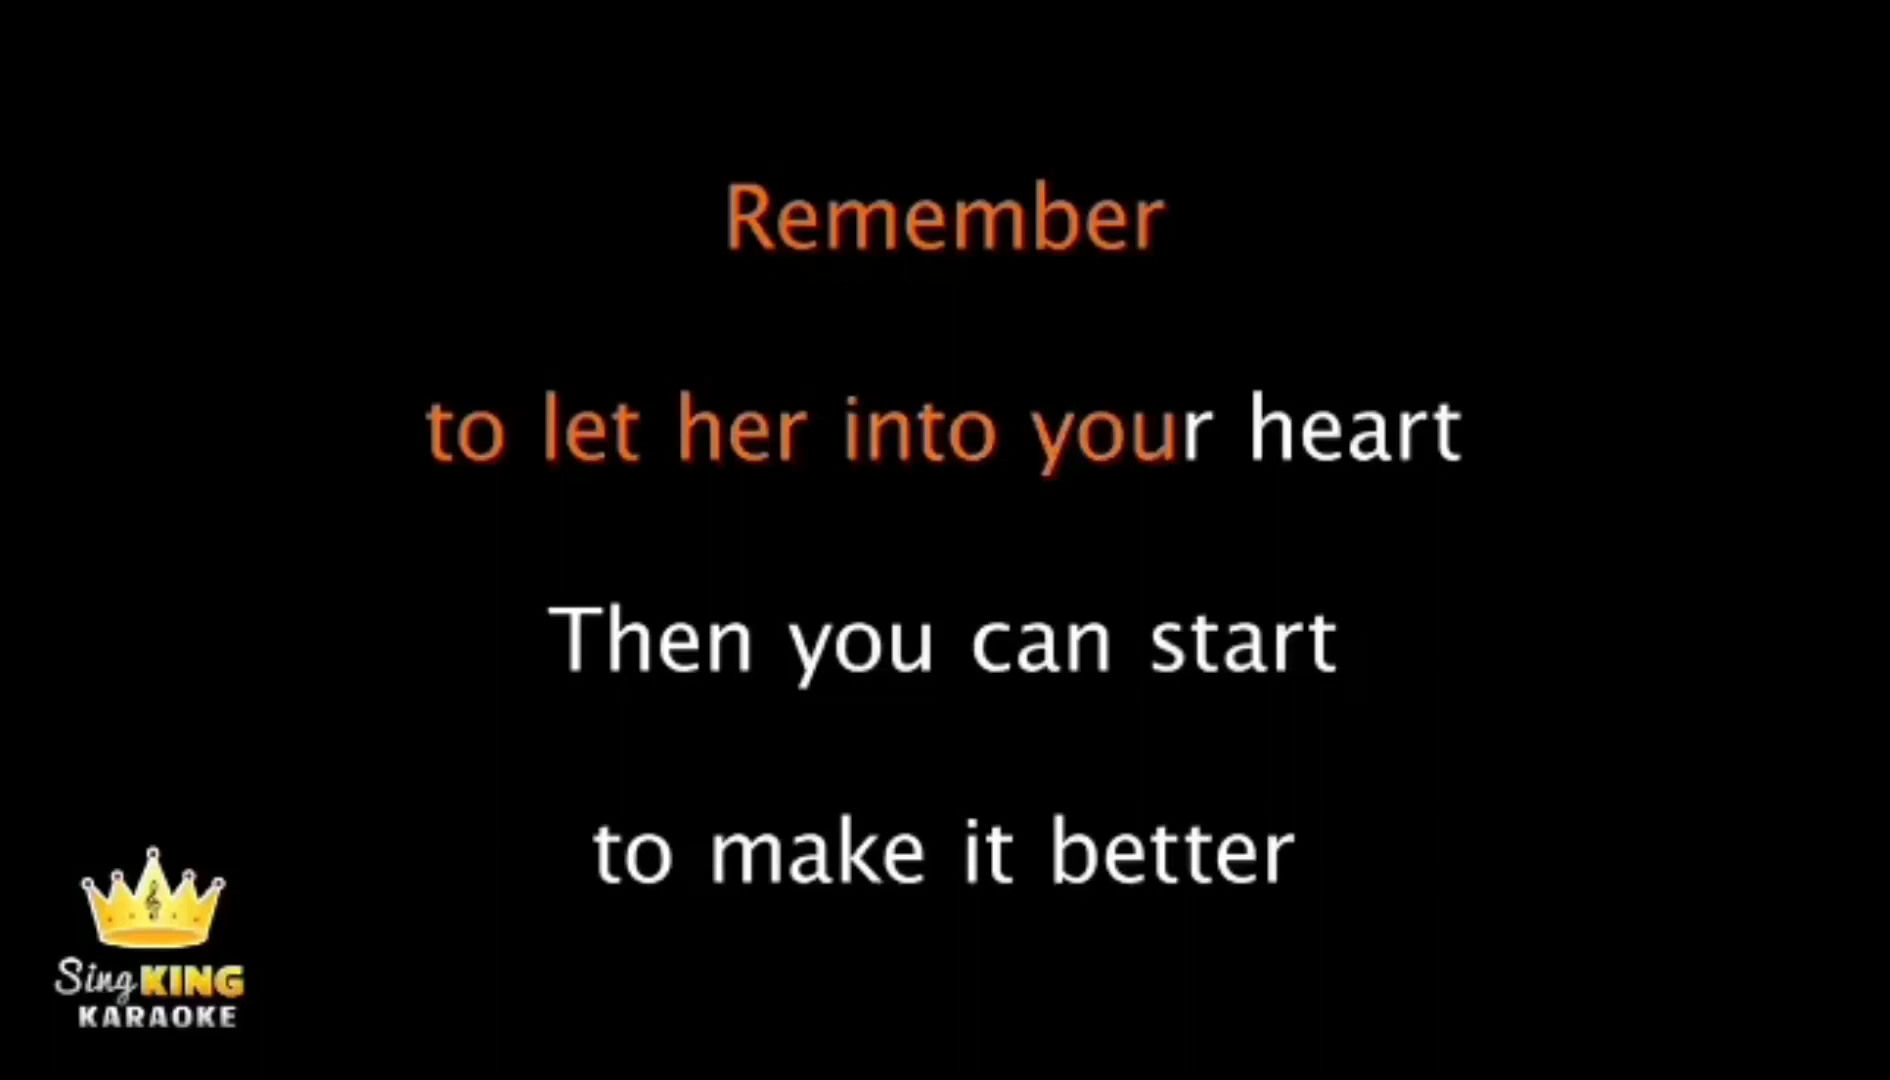 Remember
to let her into your heart
Then you can start
to make it better
Sing KING
KARAOKE